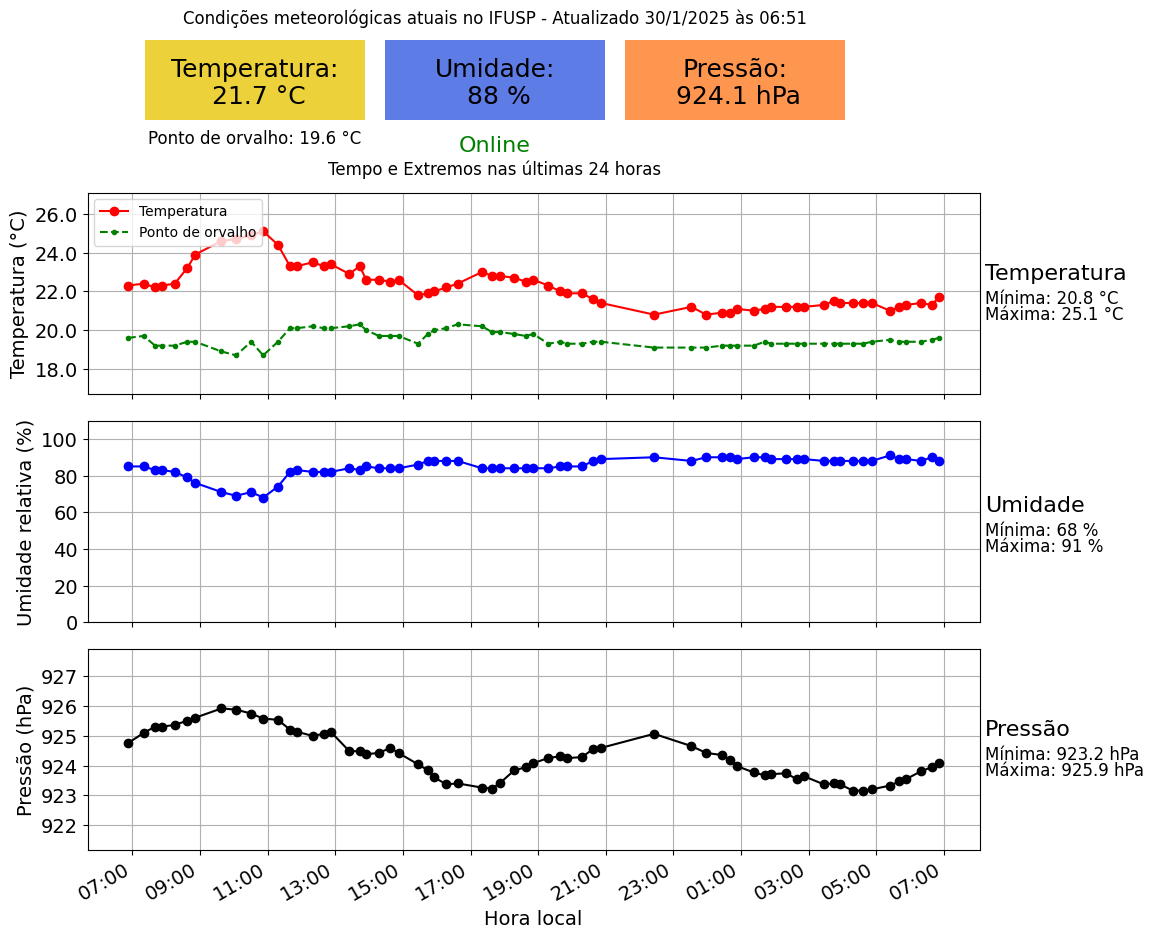 Condições meteorológicas atuais no IFUSP - Atualizado 30/1/2025 às 06:51
Temperatura:
21.7 °C
Umidade:
88 %
Pressão:
924.1 hPa
Ponto de orvalho: 19.6 °C
Online
Tempo e Extremos nas últimas 24 horas
Temperatura (°C)
26.0
24.0
22.0
20.0
18.0
Temperatura
Ponto de orvalho
Temperatura
Mínima: 20.8 °C
Máxima: 25.1 °C
Umidade relativa (%)
100
80
60
40
20
0
Umidade
Mínima: 68 %
Máxima: 91 %
Pressão (hPa)
927
926
925
924
923
922
Pressão
Mínima: 923.2 hPa
Máxima: 925.9 hPa
07:00 09:00 11:00 13:00 15:00 17:00 19:00 21:00 23:00 01:00 03:00 05:00 07:00
Hora local